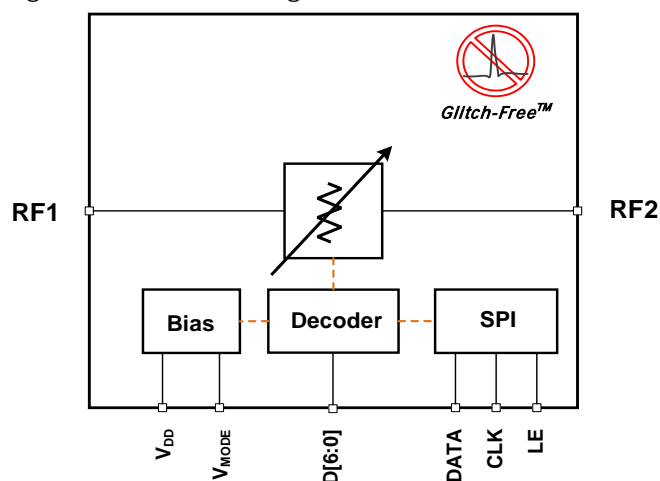 Glitch-Free™
RF1
RF2
Bias
Decoder
SPI
VDD
VMODE
D[6:0]
DATA
CLK
LE